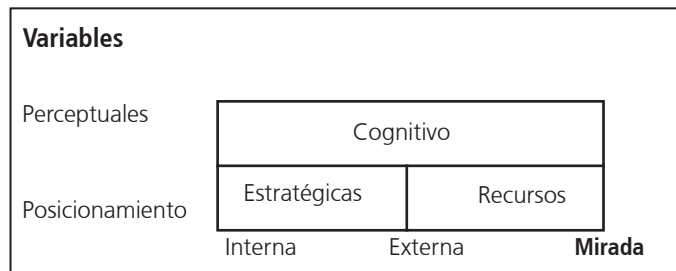 Variables
Perceptuales
Cognitivo
Posicionamiento
Estratégicas
Recursos
Interna
Externa
Mirada